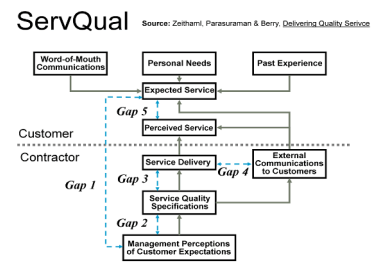 ServQual
Source: Zeithaml, Parasuraman & Berry, Delivering Quality Serivce
Word-of-Mouth
Communications
Personal Needs
Past Experience
Expected Service
Gap 5
Perceived Service
Customer
Contractor
Service Delivery
External
Communications
to Customers
Gap 1
Gap 3
Gap 4
Service Quality
Specifications
Gap 2
Management Perceptions
of Customer Expectations